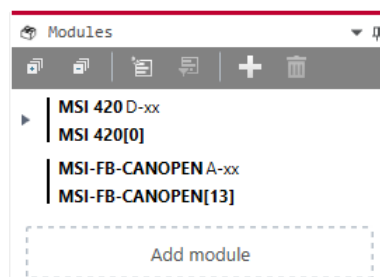 Modules
MSI 420 D-xx
MSI 420[0]
MSI-FB-CANOPEN A-xx
MSI-FB-CANOPEN[13]
Add module